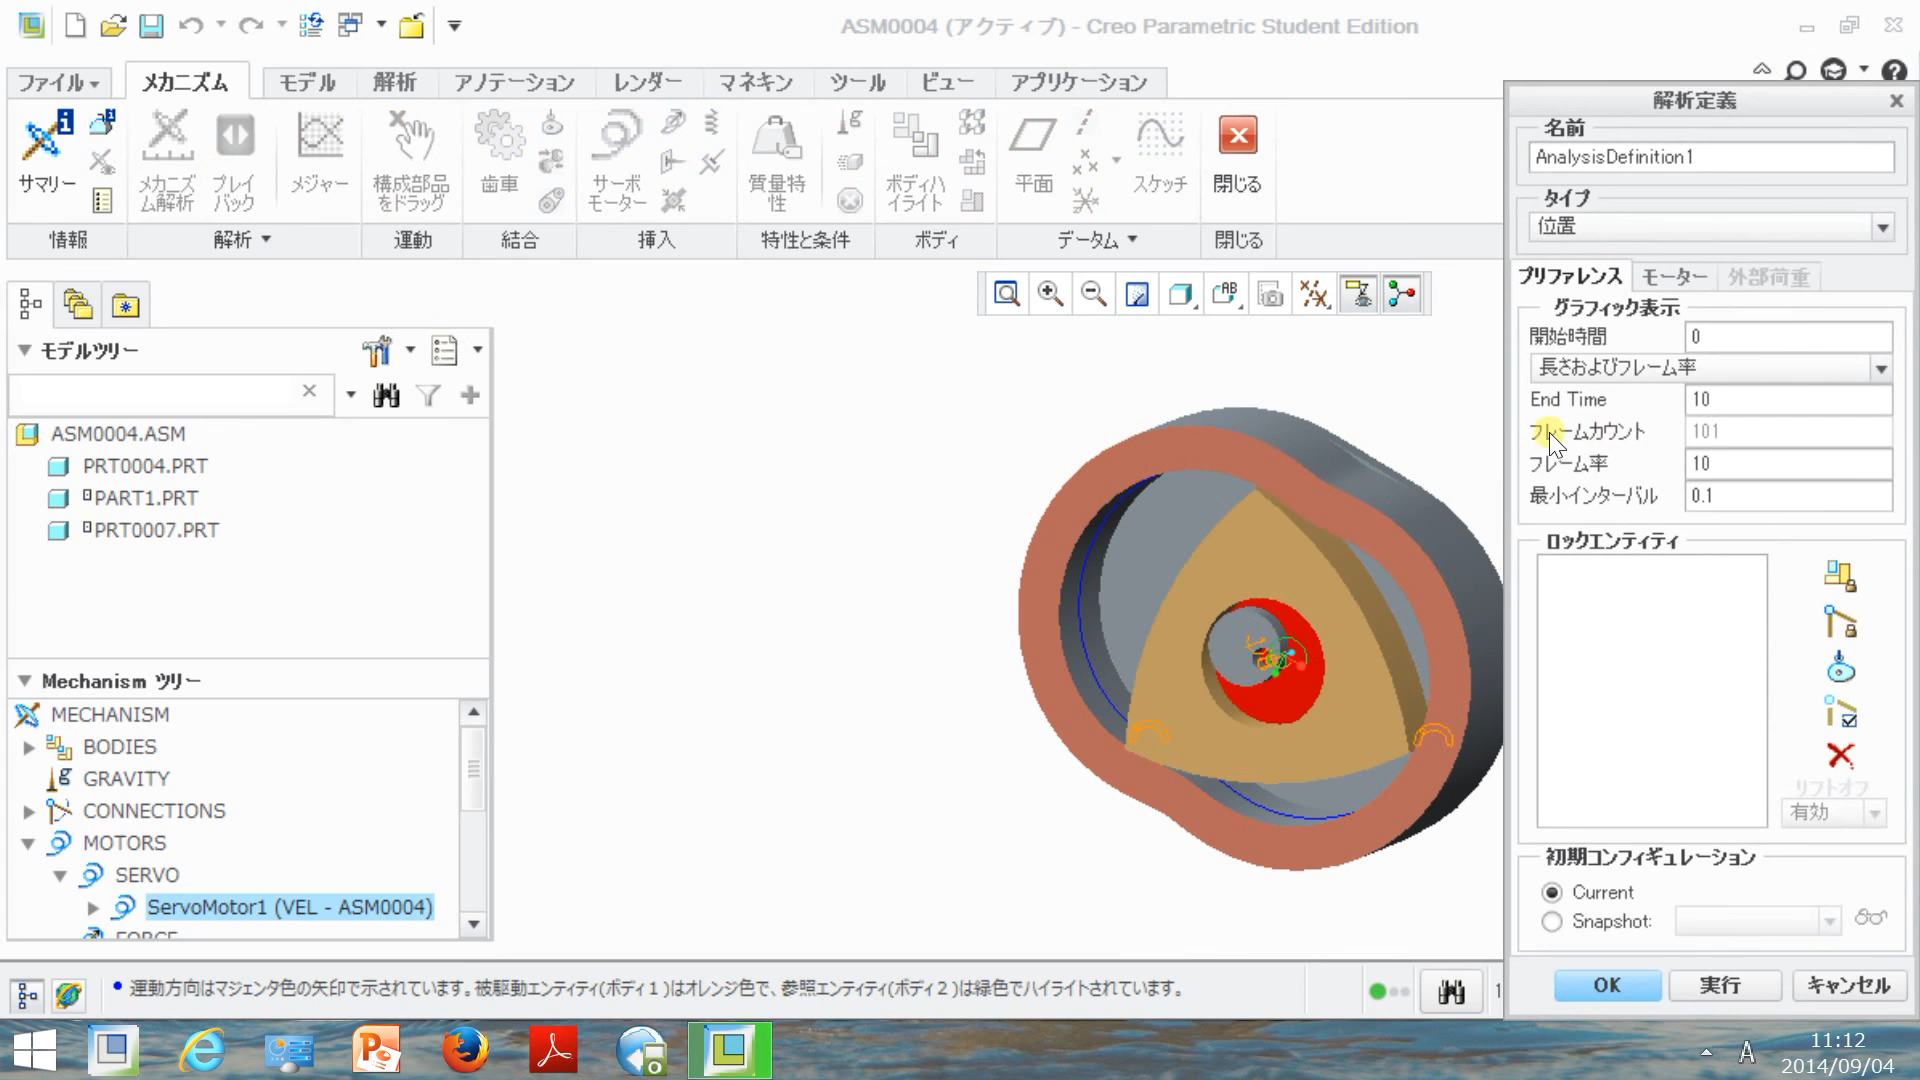 ASM0004 (アクティブ) - Creo Parametric Student Edition
ファイル
メカニズム
モデル
解析
アノテーション
レンダー
マネキン
ツール
ビュー
アプリケーション
サマリー
メカニズム解析
プレイバック
メジャー
構成部品をドラッグ
歯車
サーボモーター
質量特性
ボディハイライト
平面
スケッチ
閉じる
情報
解析
運動
結合
挿入
特性と条件
ボディ
データム
閉じる
モデルツリー
ASM0004.ASM
PRT0004.PRT
PART1.PRT
PRT0007.PRT
Mechanism ツリー
MECHANISM
BODIES
GRAVITY
CONNECTIONS
MOTORS
SERVO
ServoMotor1 (VEL - ASM0004)
解析定義
名前
AnalysisDefinition1
タイプ
位置
プリファレンス
モーター
外部荷重
グラフィック表示
開始時間
0
長さおよびフレーム率
End Time
10
フレームカウント
101
フレーム率
10
最小インターバル
0.1
ロックエンティティ
リフトオフ
有効
初期コンフィギュレーション
Current
Snapshot:
OK
実行
キャンセル
運動方向はマジェンタ色の矢印で示されています。被駆動エンティティ(ボディ1)はオレンジ色で、参照エンティティ(ボディ2)は緑色でハイライトされています。
A
11:12
2014/09/04